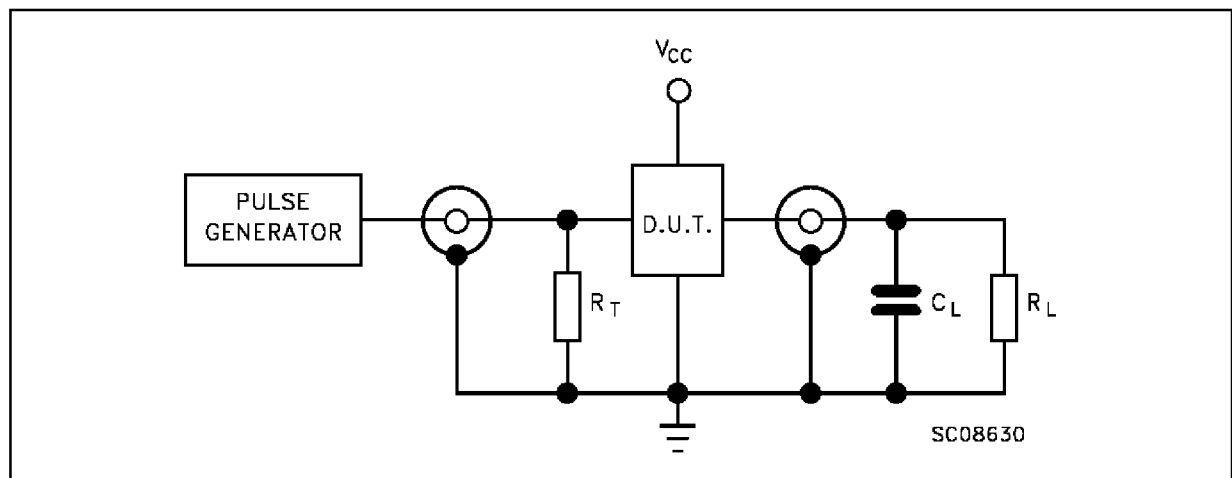 VCC
PULSE
GENERATOR
D.U.T.
RT
CL
RL
SC08630